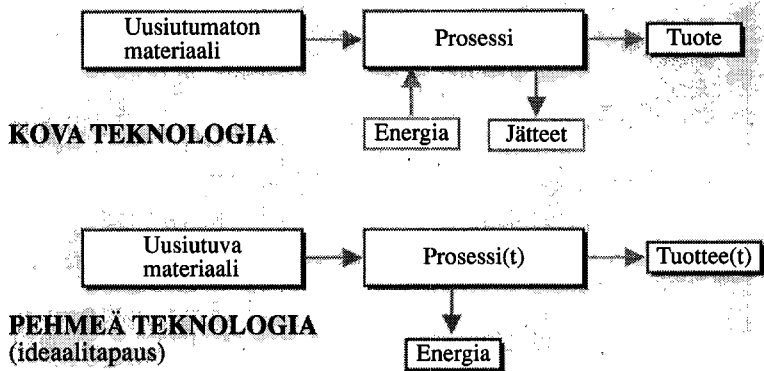 Uusiutumaton
materiaali
Prosessi
Tuote
Energia
Jätteet
KOVA TEKNOLOGIA
Uusiutuva
materiaali
Prosessi(t)
Tuottee(t)
PEHMEÄ TEKNOLOGIA
(ideaalitapaus)
Energia